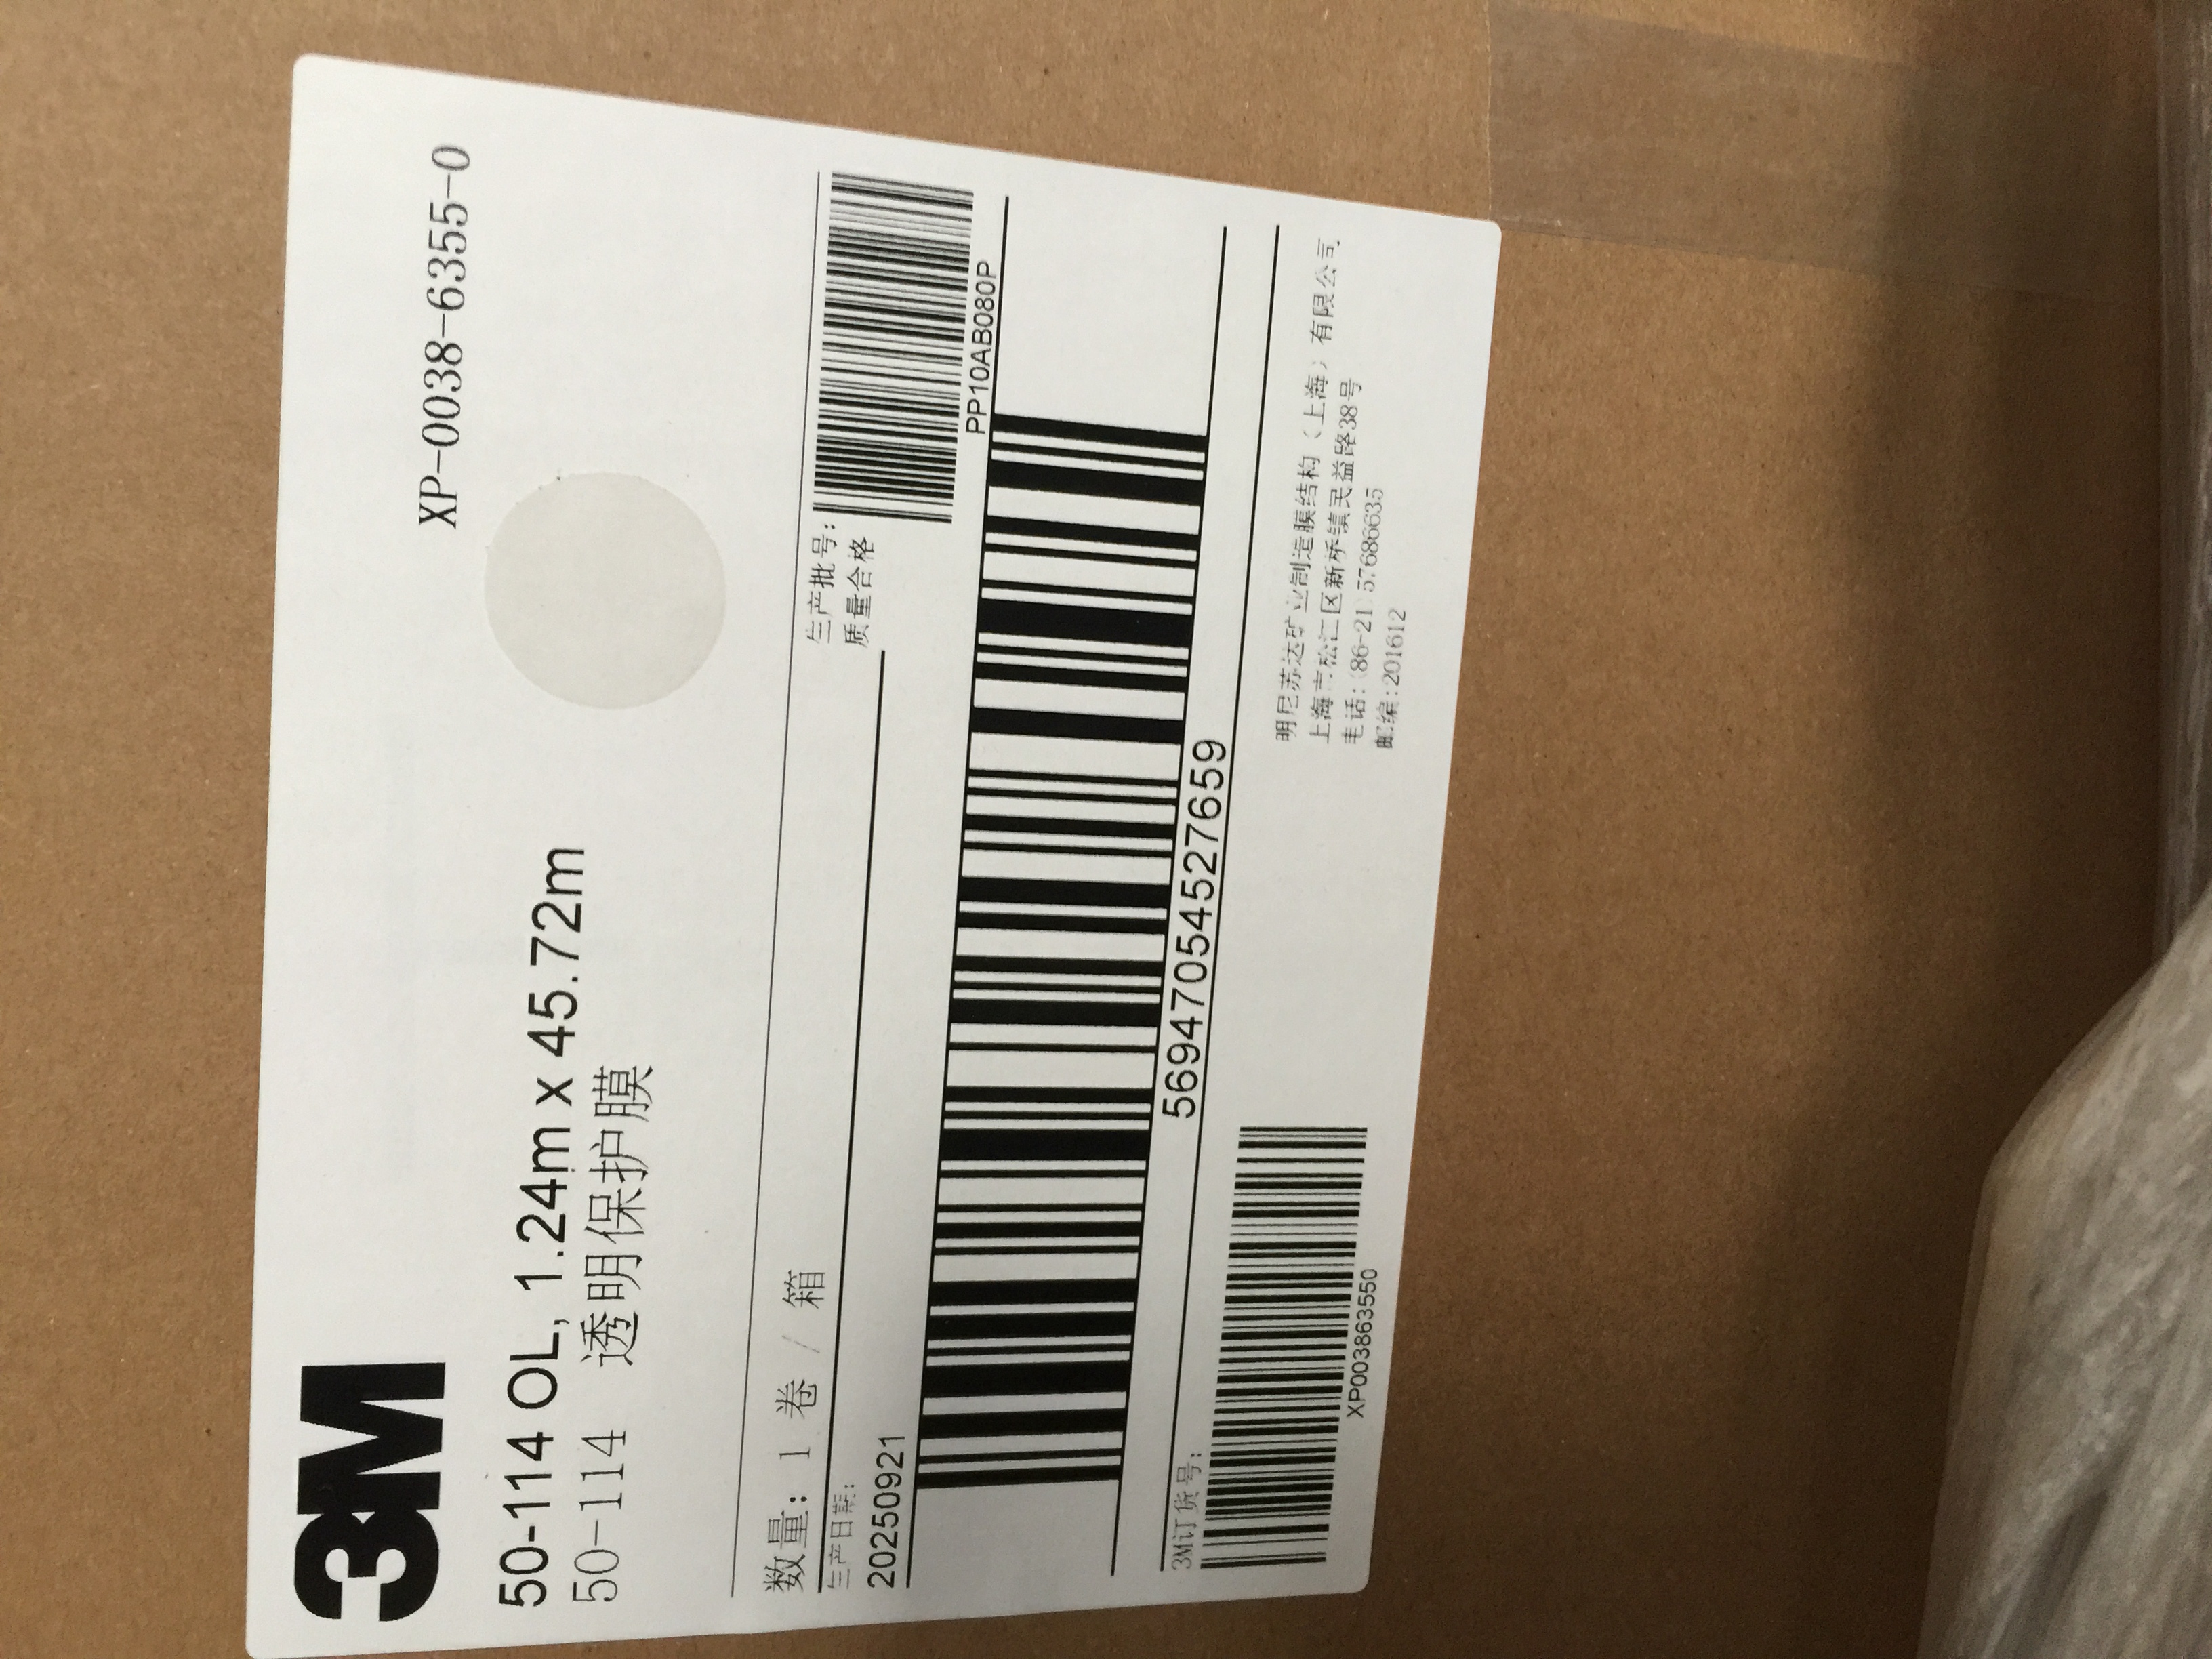 3M
XP-0038-6355-0
50-114 OL, 1.24m x 45.72m
50-114 透明保护膜
数量: 1 卷 / 箱
生产批号:
质量合格
PP10AB080P
生产日期:
20250921
5694705452​7659
3M订货号:
XP003863550
明尼苏达矿业制造膜结构（上海）有限公司
上海市松江区新桥镇民益路38号
电话:(86-21)57686635
邮编:201612